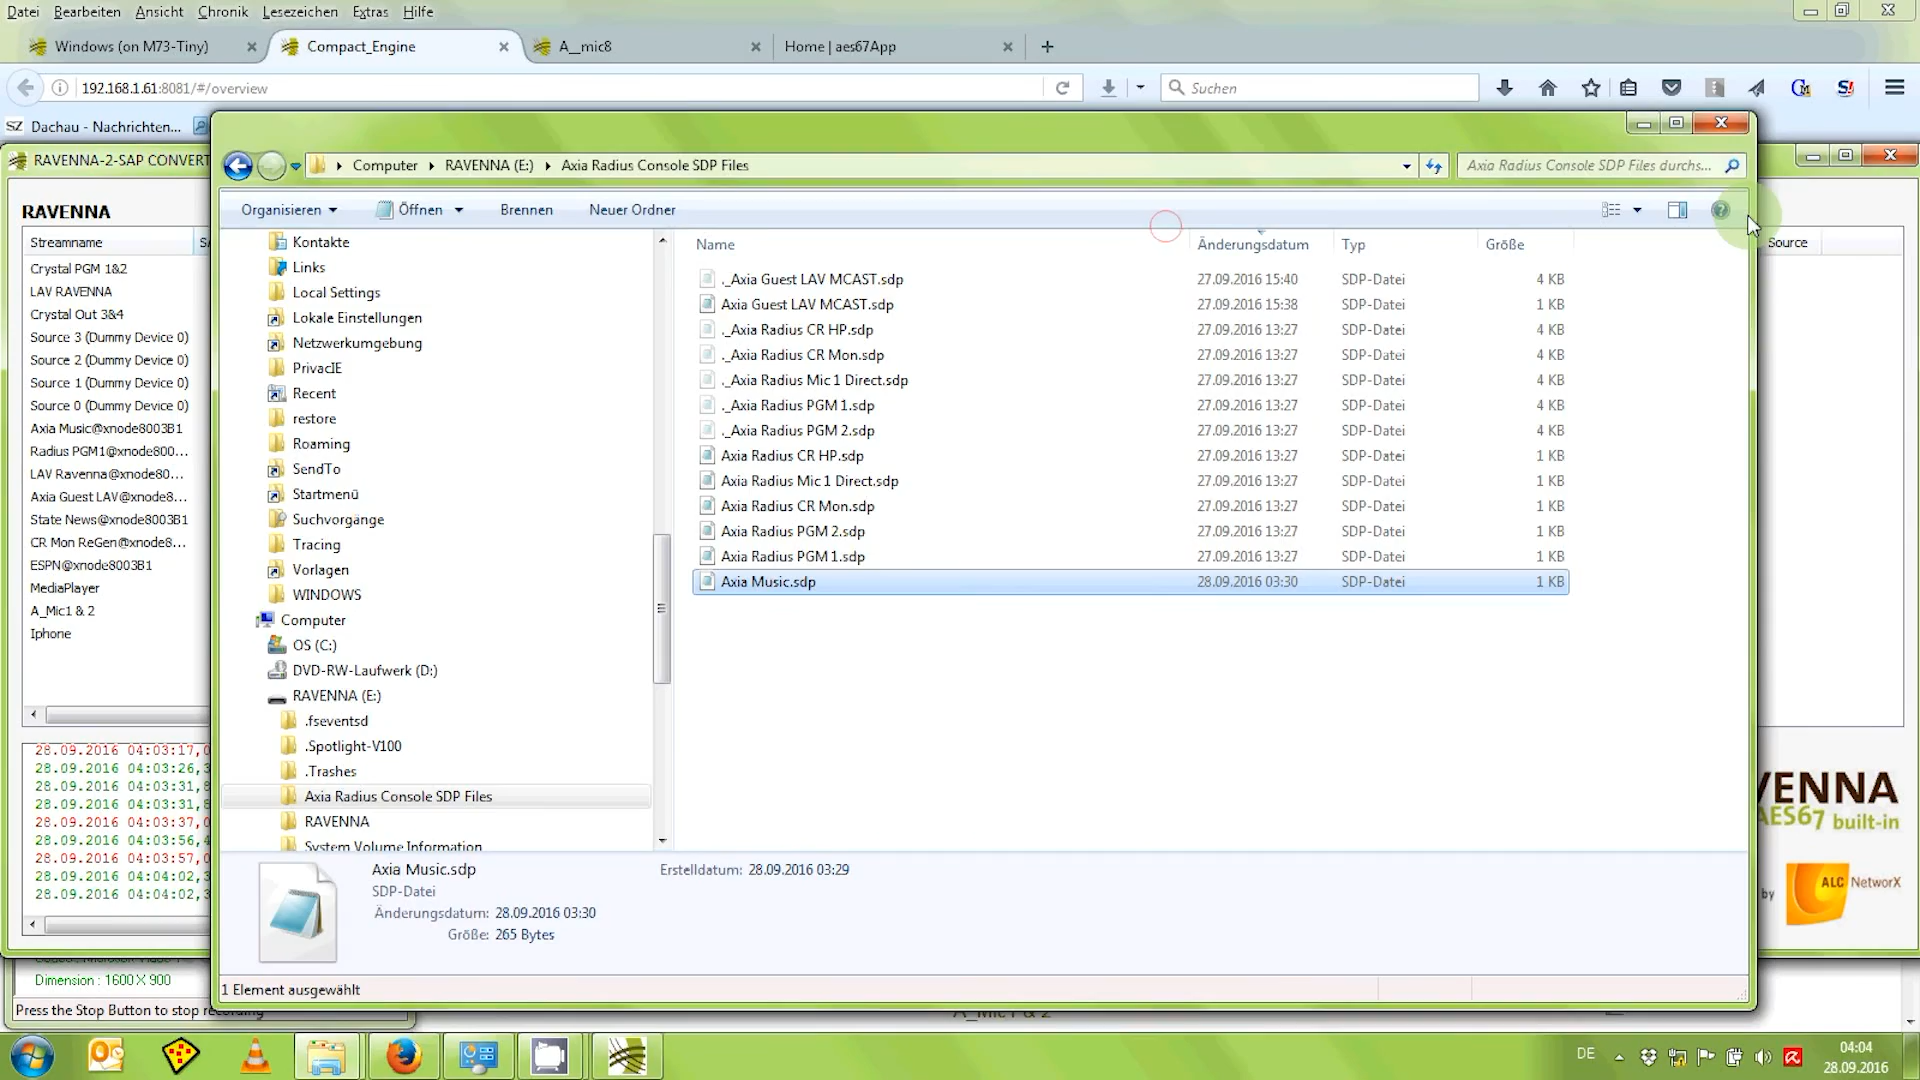 Datei Bearbeiten Ansicht Chronik Lesezeichen Extras Hilfe
Windows (on M73-Tiny)
Compact_Engine
A__mic8
Home | aes67App
192.168.1.61:8081/#/overview
Suchen
SZ Dachau - Nachrichten...
RAVENNA-2-SAP CONVERT
Computer RAVENNA (E:) Axia Radius Console SDP Files
Axia Radius Console SDP Files durchs...
Organisieren Öffnen Brennen Neuer Ordner
RAVENNA
Streamname
Crystal PGM 1&2
LAV RAVENNA
Crystal Out 3&4
Source 3 (Dummy Device 0)
Source 2 (Dummy Device 0)
Source 1 (Dummy Device 0)
Source 0 (Dummy Device 0)
Axia Music@xnode8003B1
Radius PGM1@xnode800...
LAV Ravenna@xnode80...
Axia Guest LAV@xnode8...
State News@xnode8003B1
CR Mon ReGen@xnode8...
ESPN@xnode8003B1
MediaPlayer
A_Mic1 & 2
Iphone
28.09.2016 04:03:17,0
28.09.2016 04:03:26,3
28.09.2016 04:03:31,8
28.09.2016 04:03:31,8
28.09.2016 04:03:37,0
28.09.2016 04:03:56,4
28.09.2016 04:03:57,0
28.09.2016 04:04:02,3
28.09.2016 04:04:02,3
Dimension : 1600 X 900
Press the Stop Button to stop recording
Kontakte
Links
Local Settings
Lokale Einstellungen
Netzwerkumgebung
PrivacIE
Recent
restore
Roaming
SendTo
Startmenü
Suchvorgänge
Tracing
Vorlagen
WINDOWS
Computer
OS (C:)
DVD-RW-Laufwerk (D:)
RAVENNA (E:)
.fseventsd
.Spotlight-V100
.Trashes
Axia Radius Console SDP Files
RAVENNA
System Volume Information
Name Änderungsdatum Typ Größe
._Axia Guest LAV MCAST.sdp 27.09.2016 15:40 SDP-Datei 4 KB
Axia Guest LAV MCAST.sdp 27.09.2016 15:38 SDP-Datei 1 KB
._Axia Radius CR HP.sdp 27.09.2016 13:27 SDP-Datei 4 KB
._Axia Radius CR Mon.sdp 27.09.2016 13:27 SDP-Datei 4 KB
._Axia Radius Mic 1 Direct.sdp 27.09.2016 13:27 SDP-Datei 4 KB
._Axia Radius PGM 1.sdp 27.09.2016 13:27 SDP-Datei 4 KB
._Axia Radius PGM 2.sdp 27.09.2016 13:27 SDP-Datei 4 KB
Axia Radius CR HP.sdp 27.09.2016 13:27 SDP-Datei 1 KB
Axia Radius Mic 1 Direct.sdp 27.09.2016 13:27 SDP-Datei 1 KB
Axia Radius CR Mon.sdp 27.09.2016 13:27 SDP-Datei 1 KB
Axia Radius PGM 2.sdp 27.09.2016 13:27 SDP-Datei 1 KB
Axia Radius PGM 1.sdp 27.09.2016 13:27 SDP-Datei 1 KB
Axia Music.sdp 28.09.2016 03:30 SDP-Datei 1 KB
Axia Music.sdp Erstelldatum: 28.09.2016 03:29
SDP-Datei
Änderungsdatum: 28.09.2016 03:30
Größe: 265 Bytes
1 Element ausgewählt
Source
VENNA
AES67 built-in
by ALC NetworX
A_Mic1 & 2
DE
04:04
28.09.2016